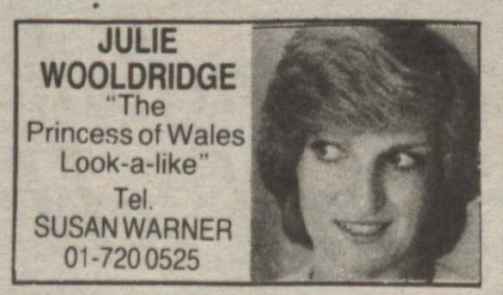 JULIE
WOOLDRIDGE
"The
Princess of Wales
Look-a-like"
Tel.
SUSAN WARNER
01-720 0525